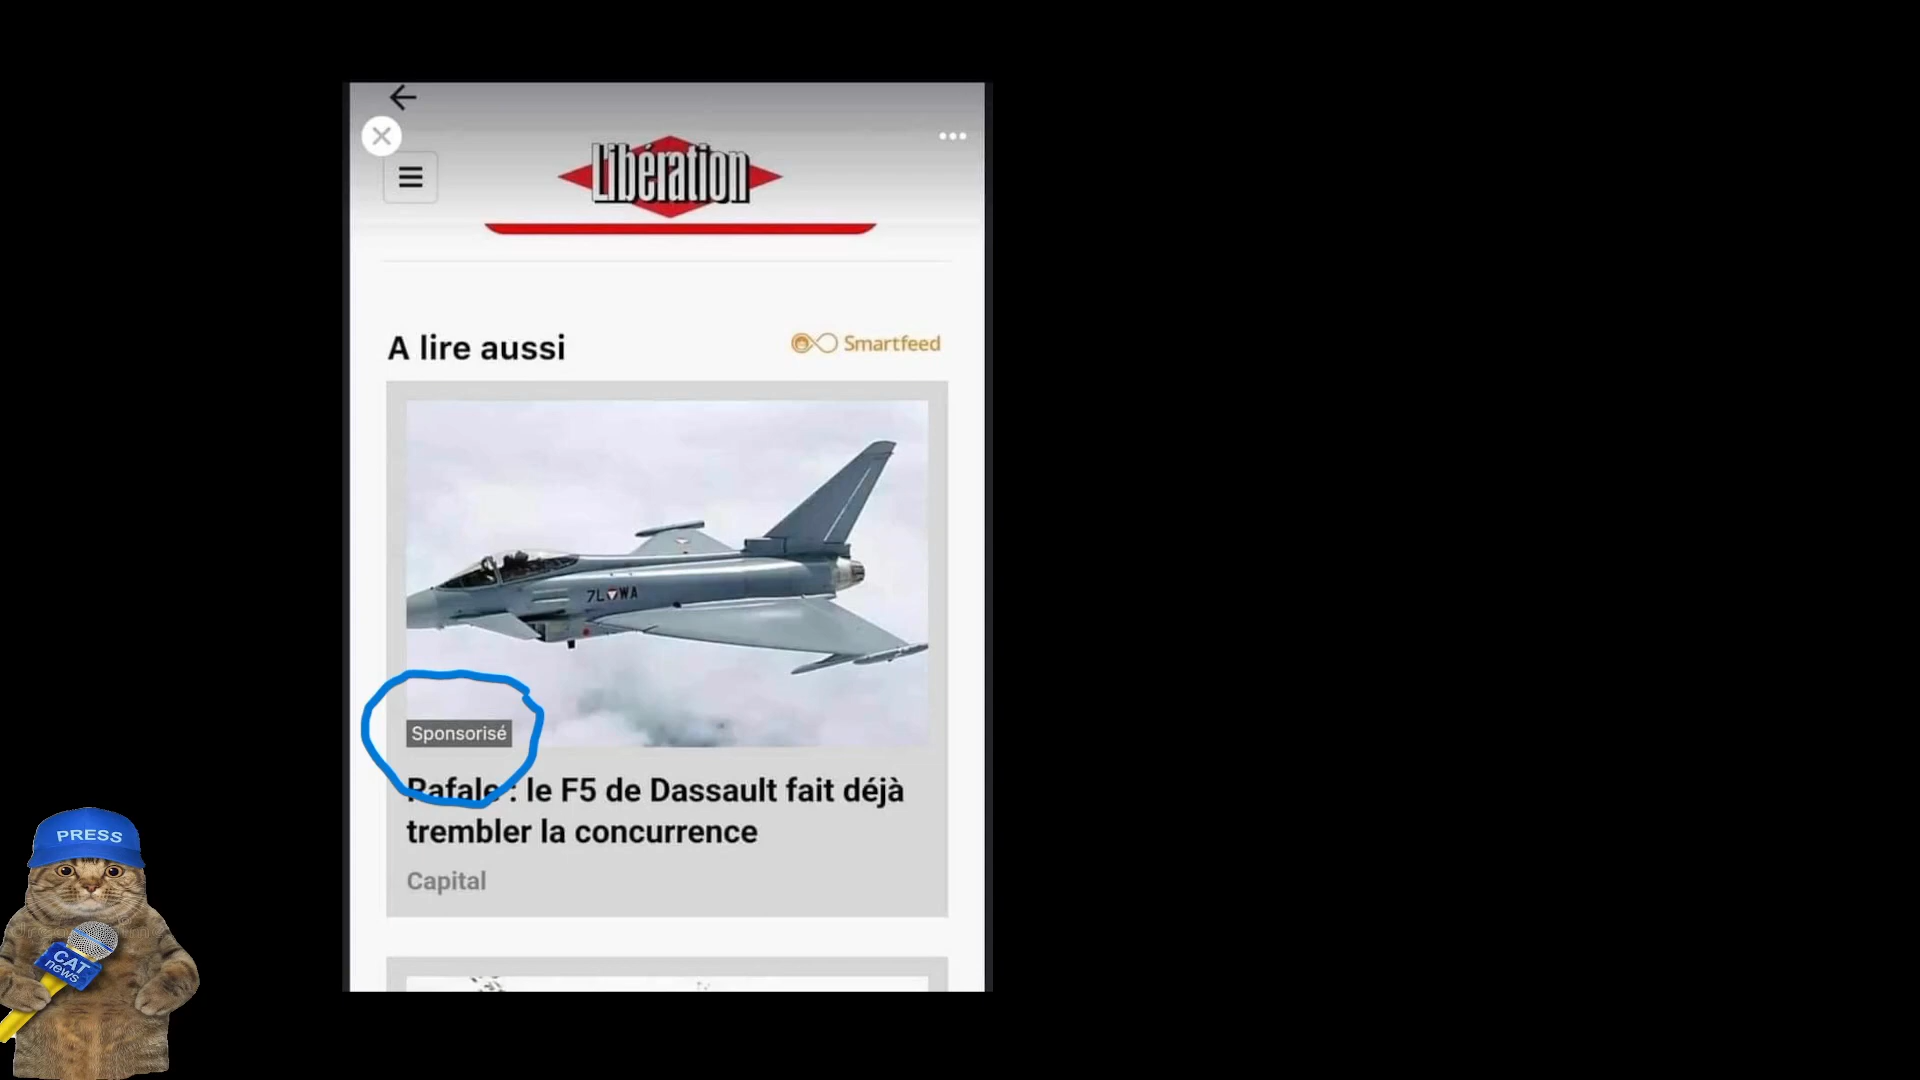 Libération
A lire aussi
Smartfeed
7L WA
Sponsorisé
Rafale : le F5 de Dassault fait déjà
trembler la concurrence
Capital
PRESS
CAT
news